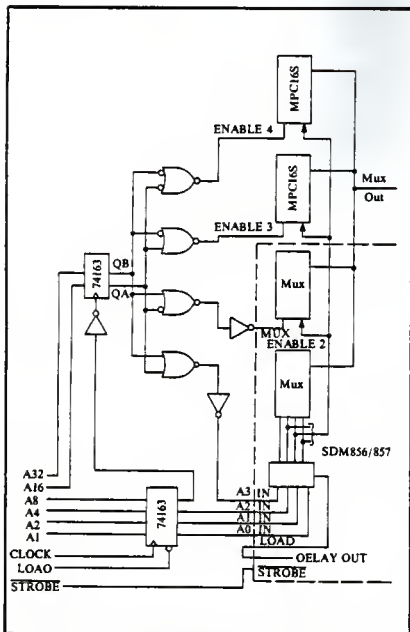 MPC16S
ENABLE 4
MPC16S
Mux
Out
ENABLE 3
QB
74163
QA
Mux
MUX
ENABLE 2
Mux
SDM856/857
A32
A16
A8
A4
A2
A1
74163
A3 IN
A2 IN
A1 IN
A0 IN
LOAD
CLOCK
LOAO
OELAY OUT
STROBE
STROBE